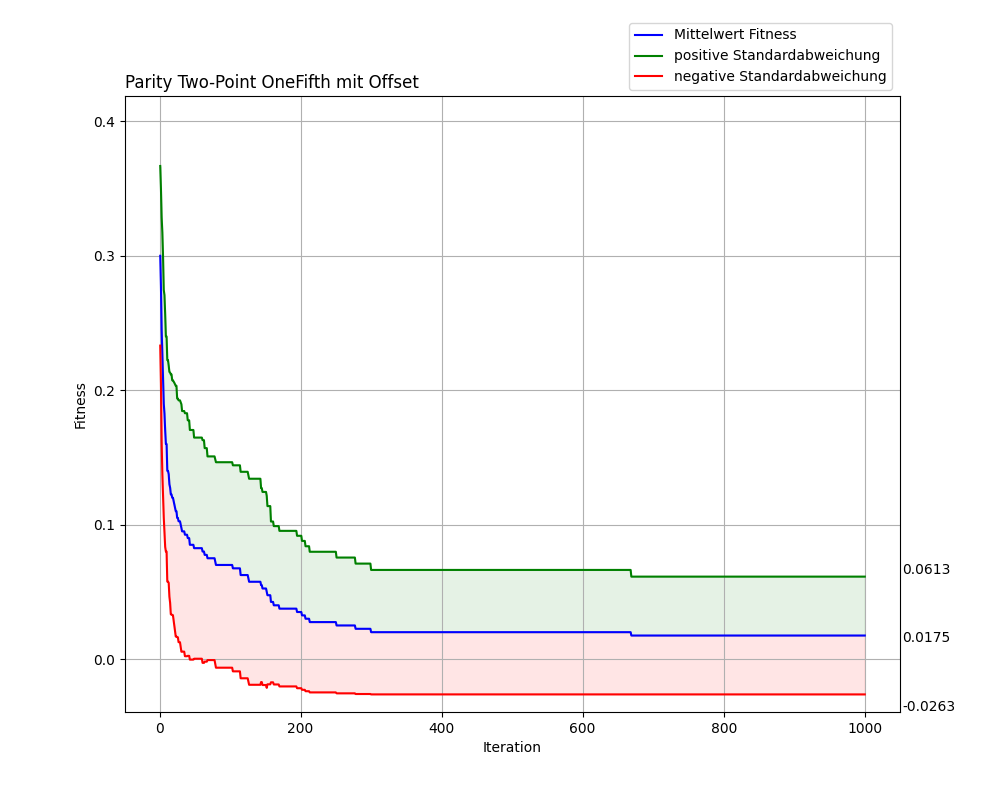 Mittelwert Fitness
positive Standardabweichung
negative Standardabweichung
Parity Two-Point OneFifth mit Offset
0.4
0.3
0.2
0.1
0.0
Fitness
0.0613
0.0175
-0.0263
0 200 400 600 800 1000
Iteration